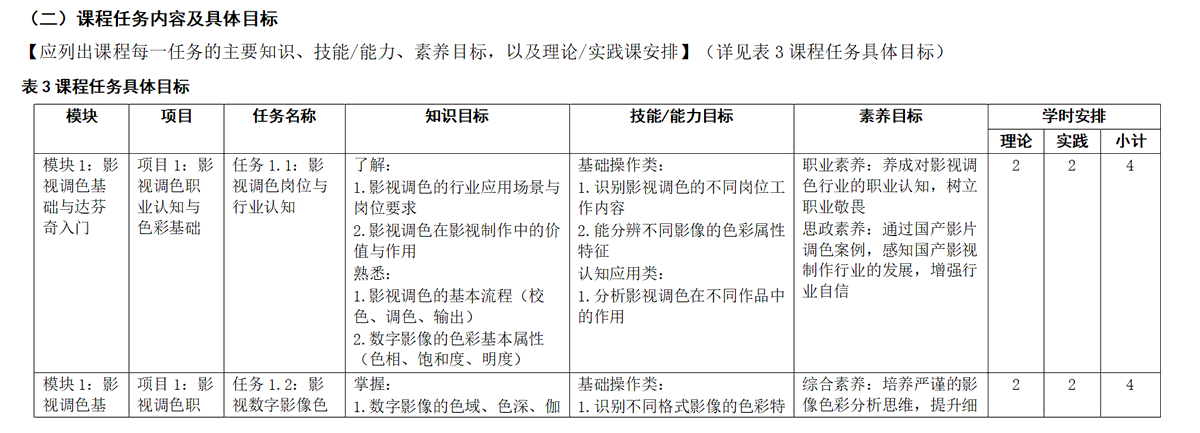 （二）课程任务内容及具体目标
【应列出课程每一任务的主要知识、技能/能力、素养目标，以及理论/实践课安排】（详见表 3 课程任务具体目标）
表 3 课程任务具体目标
模块 项目 任务名称 知识目标 技能/能力目标 素养目标 学时安排
理论 实践 小计
模块 1：影
视调色基
础与达芬
奇入门
项目 1：影
视调色职
业认知与
色彩基础
任务 1.1：影
视调色岗位与
行业认知
了解：
1.影视调色的行业应用场景与
岗位要求
2.影视调色在影视制作中的价
值与作用
熟悉：
1.影视调色的基本流程（校
色、调色、输出）
2.数字影像的色彩基本属性
（色相、饱和度、明度）
基础操作类：
1.识别影视调色的不同岗位工
作内容
2.能分辨不同影像的色彩属性
特征
认知应用类：
1.分析影视调色在不同作品中
的作用
职业素养：养成对影视调
色行业的职业认知，树立
职业敬畏
思政素养：通过国产影片
调色案例，感知国产影视
制作行业的发展，增强行
业自信
2 2 4
模块 1：影
视调色基
项目 1：影
视调色职
任务 1.2：影
视数字影像色
掌握：
1.数字影像的色域、色深、伽
基础操作类：
1.识别不同格式影像的色彩特
综合素养：培养严谨的影
像色彩分析思维，提升细
2 2 4